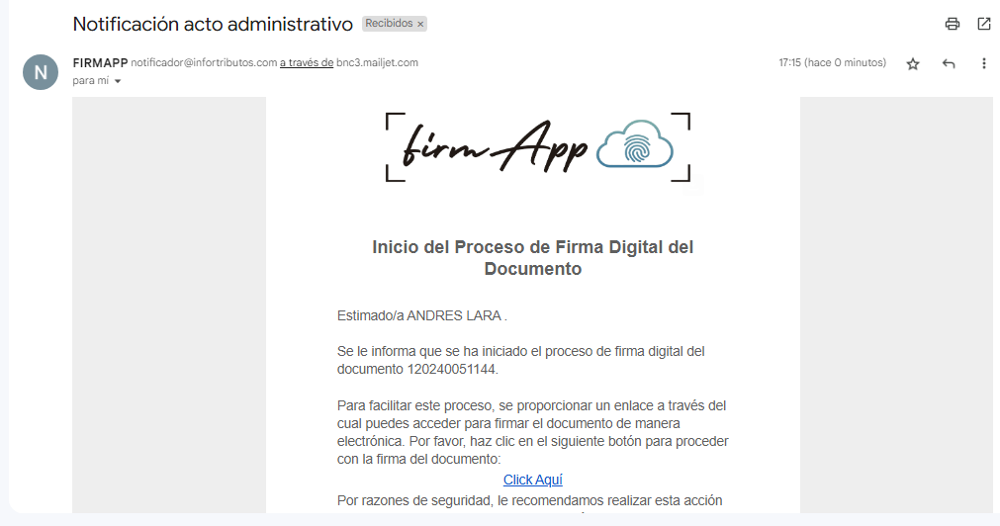 Notificación acto administrativo Recibidos ×
FIRMAPP notificador@infortributos.com a través de bnc3.mailjet.com 17:15 (hace 0 minutos)
N
para mí
firmApp
Inicio del Proceso de Firma Digital del
Documento
Estimado/a ANDRES LARA .
Se le informa que se ha iniciado el proceso de firma digital del
documento 120240051144.
Para facilitar este proceso, se proporcionar un enlace a través del
cual puedes acceder para firmar el documento de manera
electrónica. Por favor, haz clic en el siguiente botón para proceder
con la firma del documento:
Click Aquí
Por razones de seguridad, le recomendamos realizar esta acción